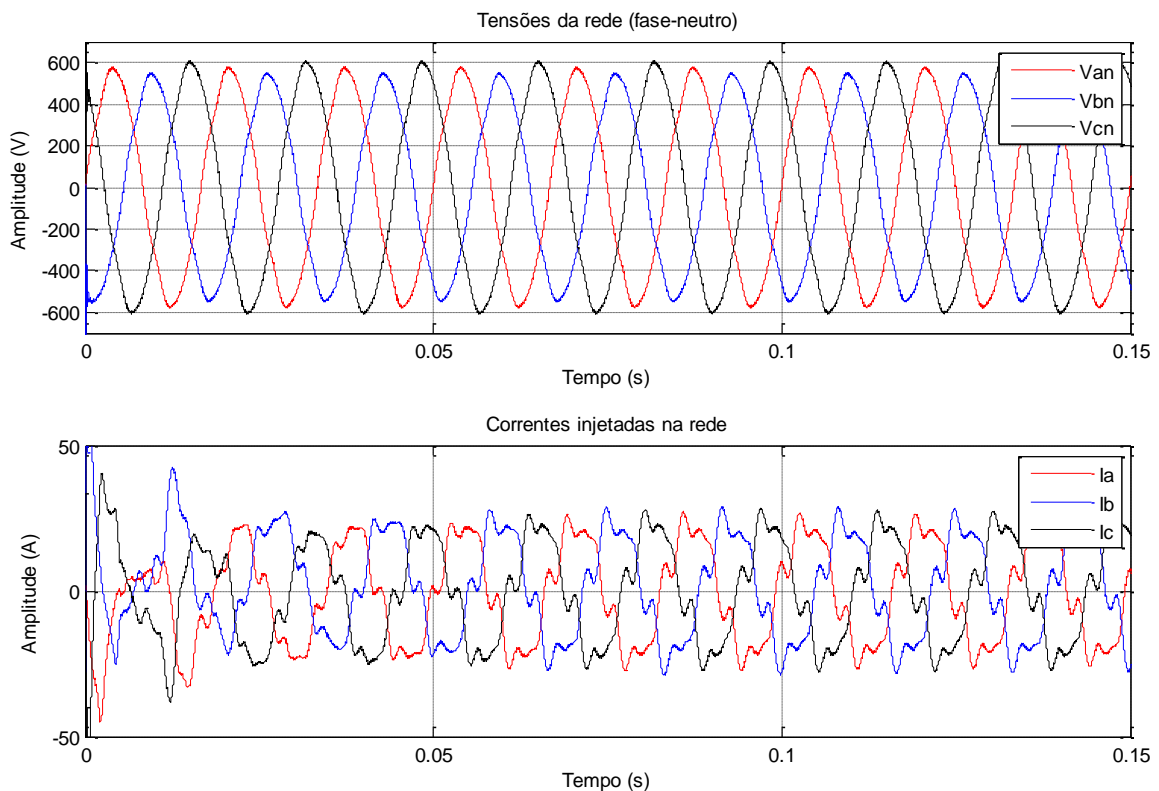 Tensões da rede (fase-neutro)
600
400
200
0
-200
-400
-600
Amplitude (V)
Van
Vbn
Vcn
0
0.05
0.1
0.15
Tempo (s)
Correntes injetadas na rede
50
0
-50
Amplitude (A)
Ia
Ib
Ic
0
0.05
0.1
0.15
Tempo (s)